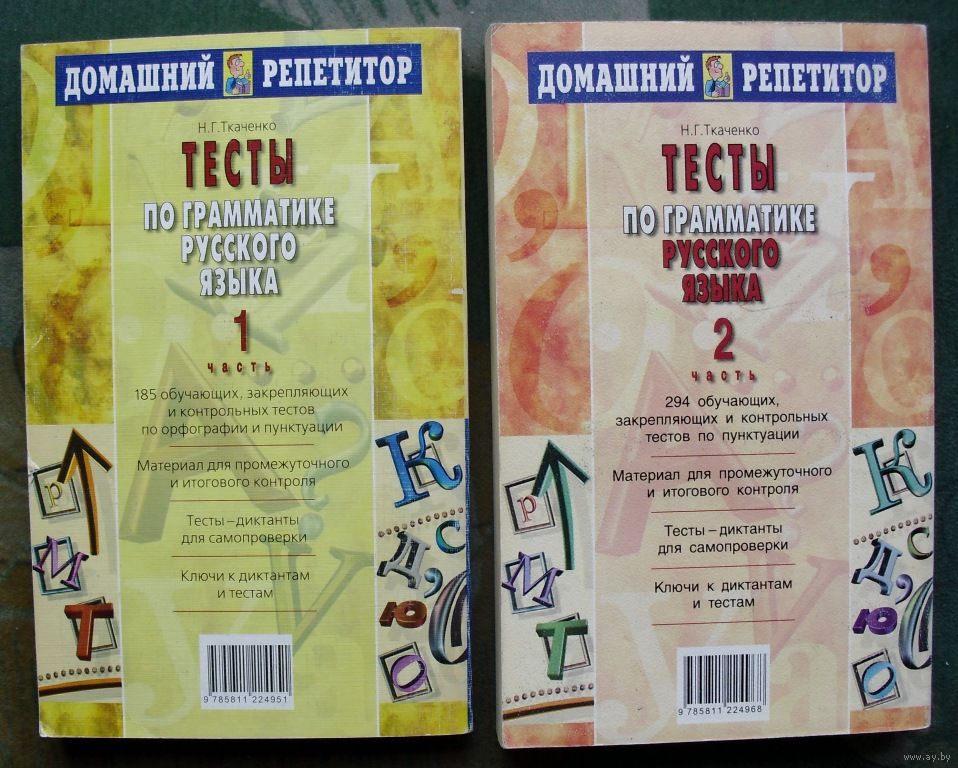 ДОМАШНИЙ РЕПЕТИТОР
Н.Г.Ткаченко
ТЕСТЫ
ПО ГРАММАТИКЕ
РУССКОГО
ЯЗЫКА
1
часть
185 обучающих, закрепляющих
и контрольных тестов
по орфографии и пунктуации
Материал для промежуточного
и итогового контроля
Тесты–диктанты
для самопроверки
Ключи к диктантам
и тестам
9 785811 224951
Р
М
Т
К
С
Д,
Ю
О
ДОМАШНИЙ РЕПЕТИТОР
Н.Г.Ткаченко
ТЕСТЫ
ПО ГРАММАТИКЕ
РУССКОГО
ЯЗЫКА
2
часть
294 обучающих,
закрепляющих и контрольных
тестов по пунктуации
Материал для промежуточного
и итогового контроля
Тесты–диктанты
для самопроверки
Ключи к диктантам
и тестам
9 785811 224968
Р
М
Т
К
С
Д,
Ю
О
www.ay.by